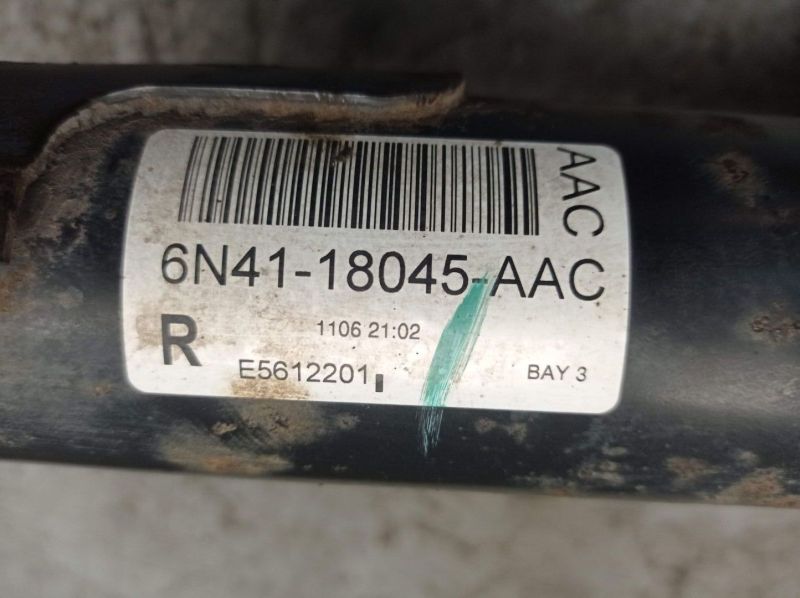 AAC
6N41-18045-AAC
R
1106 21:02
E5612201
BAY 3